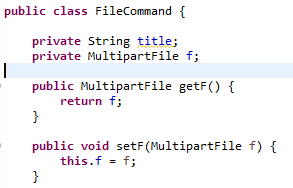 public class FileCommand {
private String title;
private MultipartFile f;
public MultipartFile getF() {
return f;
}
public void setF(MultipartFile f) {
this.f = f;
}